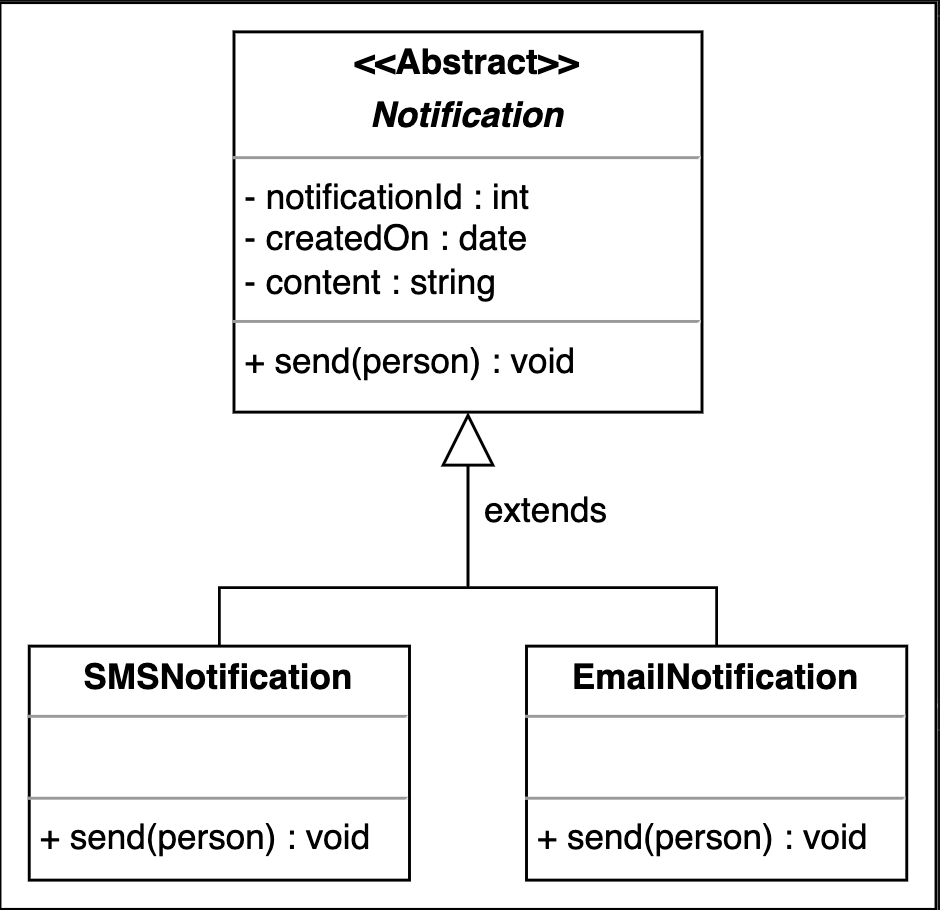 <<Abstract>>
Notification
- notificationId : int
- createdOn : date
- content : string
+ send(person) : void
extends
SMSNotification
+ send(person) : void
EmailNotification
+ send(person) : void